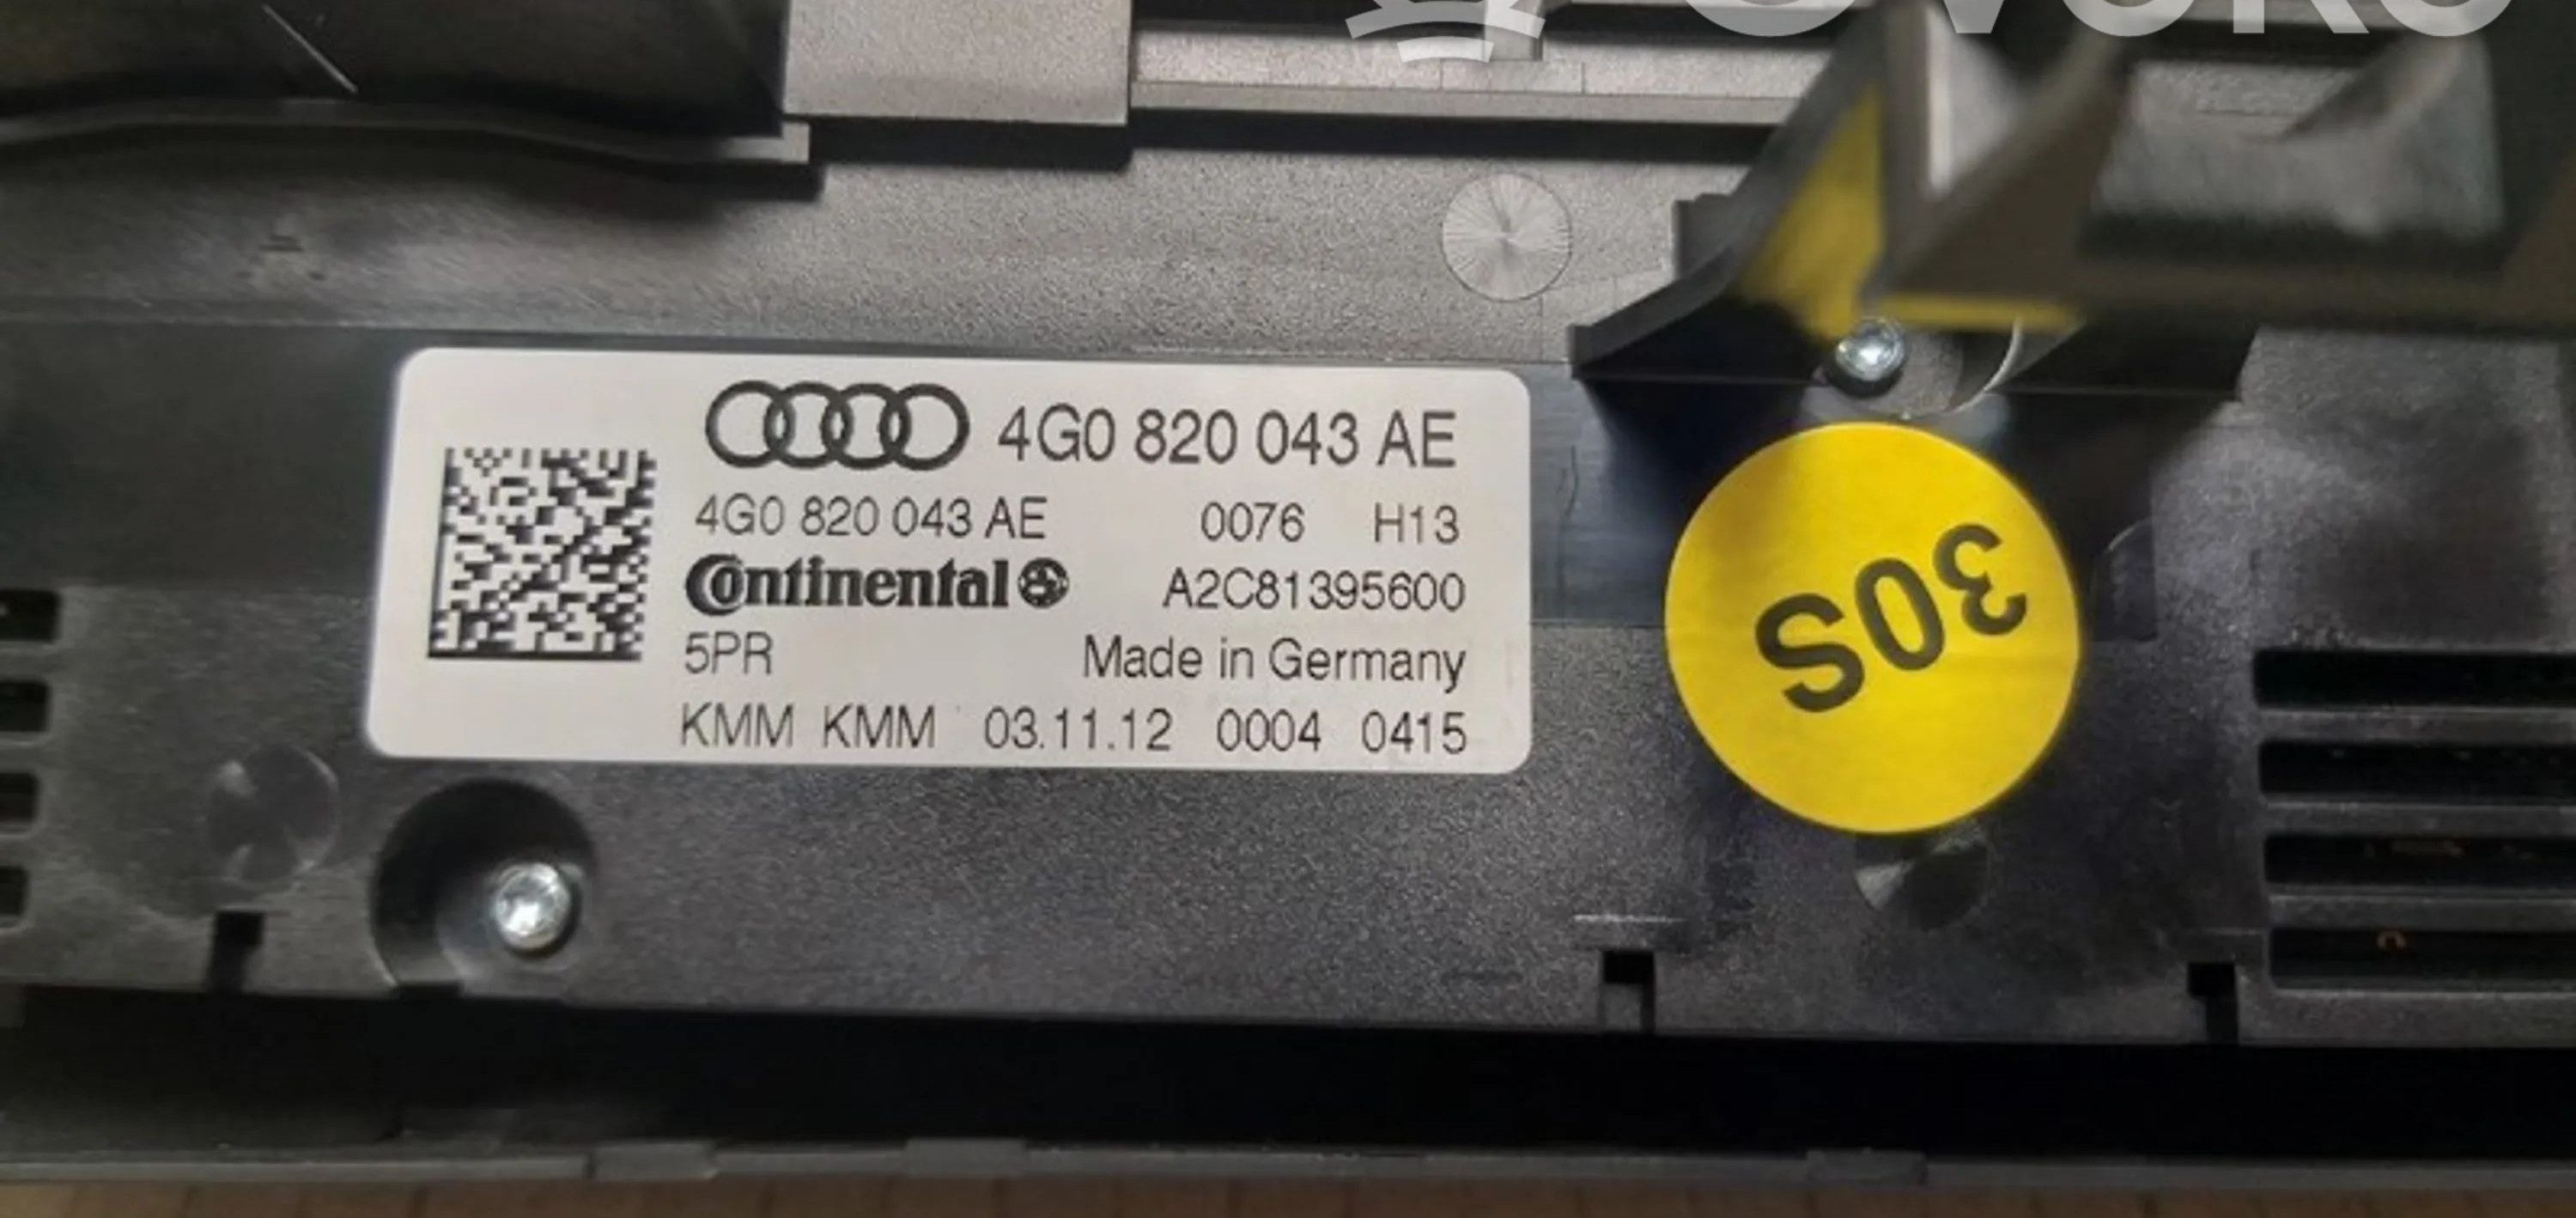 4G0 820 043 AE
4G0 820 043 AE 0076 H13
Continental A2C81395600
5PR Made in Germany
KMM KMM 03.11.12 0004 0415
30S